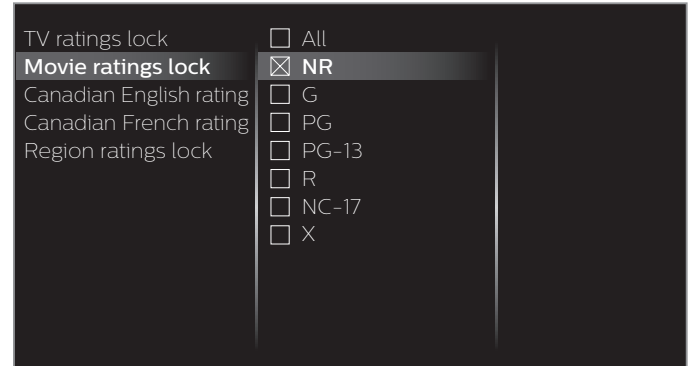 TV ratings lock
Movie ratings lock
Canadian English rating
Canadian French rating
Region ratings lock
All
NR
G
PG
PG-13
R
NC-17
X